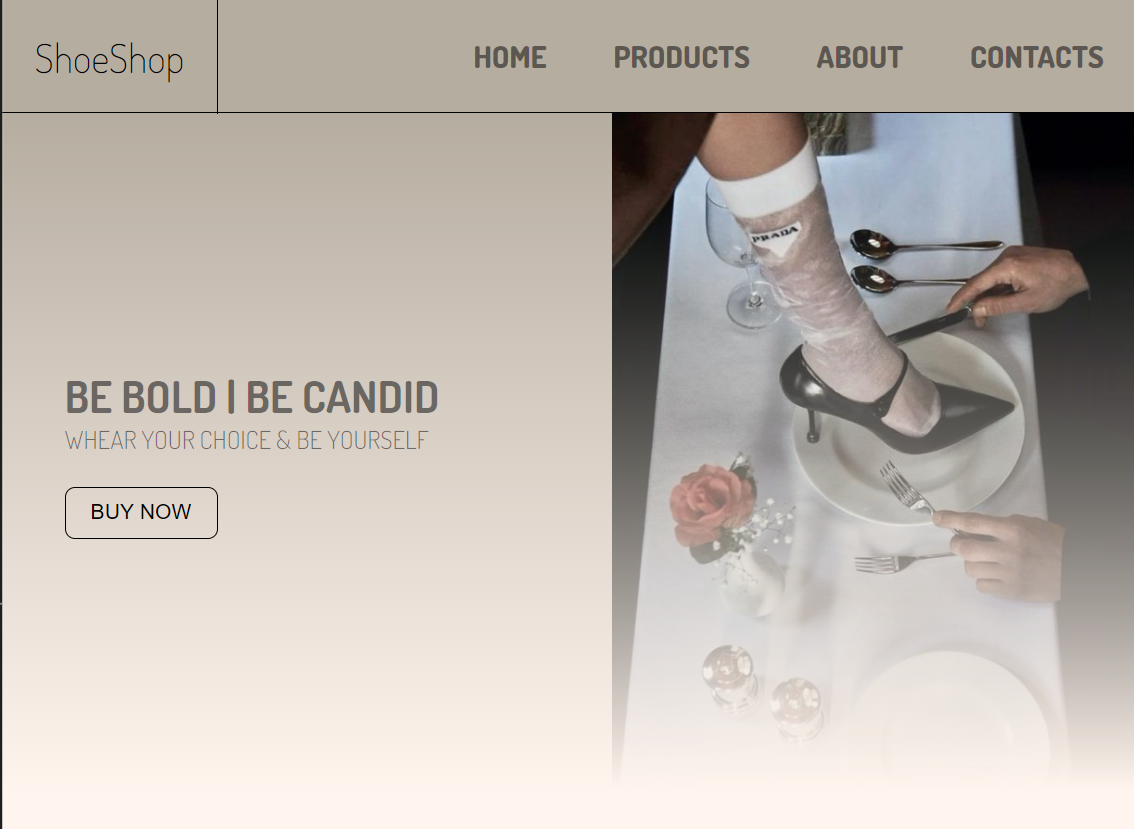 ShoeShop
HOME PRODUCTS ABOUT CONTACTS
PRADA
BE BOLD | BE CANDID
WHEAR YOUR CHOICE & BE YOURSELF
BUY NOW